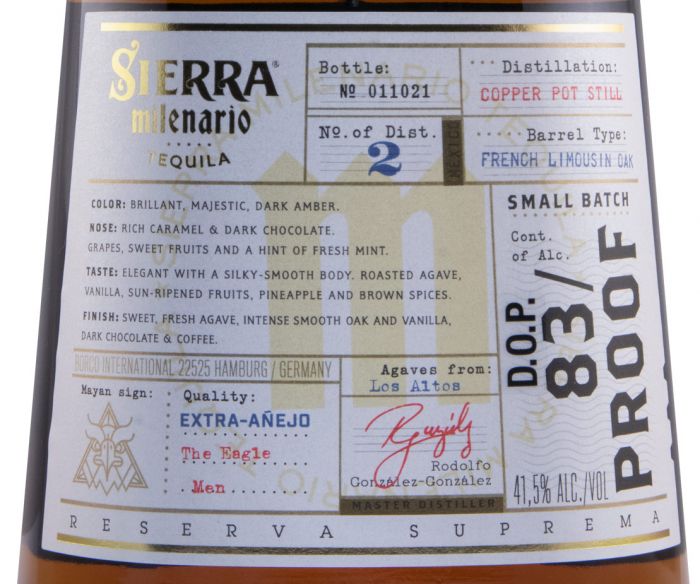 SIERRA®
milenario
TEQUILA
Bottle:
Nº 011021
Nº. of Dist.
2
MÉXICO
Distillation:
COPPER POT STILL
Barrel Type:
FRENCH LIMOUSIN OAK
COLOR: BRILLANT, MAJESTIC, DARK AMBER.
NOSE: RICH CARAMEL & DARK CHOCOLATE.
GRAPES, SWEET FRUITS AND A HINT OF FRESH MINT.
TASTE: ELEGANT WITH A SILKY-SMOOTH BODY. ROASTED AGAVE,
VANILLA, SUN-RIPENED FRUITS, PINEAPPLE AND BROWN SPICES.
FINISH: SWEET, FRESH AGAVE, INTENSE SMOOTH OAK AND VANILLA,
DARK CHOCOLATE & COFFEE.
SMALL BATCH
Cont.
of Alc.
D.O.P.
83/
PROOF
41,5% ALC./VOL
BORCO INTERNATIONAL 22525 HAMBURG / GERMANY
Mayan sign:
Quality:
EXTRA-AÑEJO
The Eagle
Men
Agaves from:
Los Altos
Rodolfo
González-González
MASTER DISTILLER
RESERVA SUPREMA